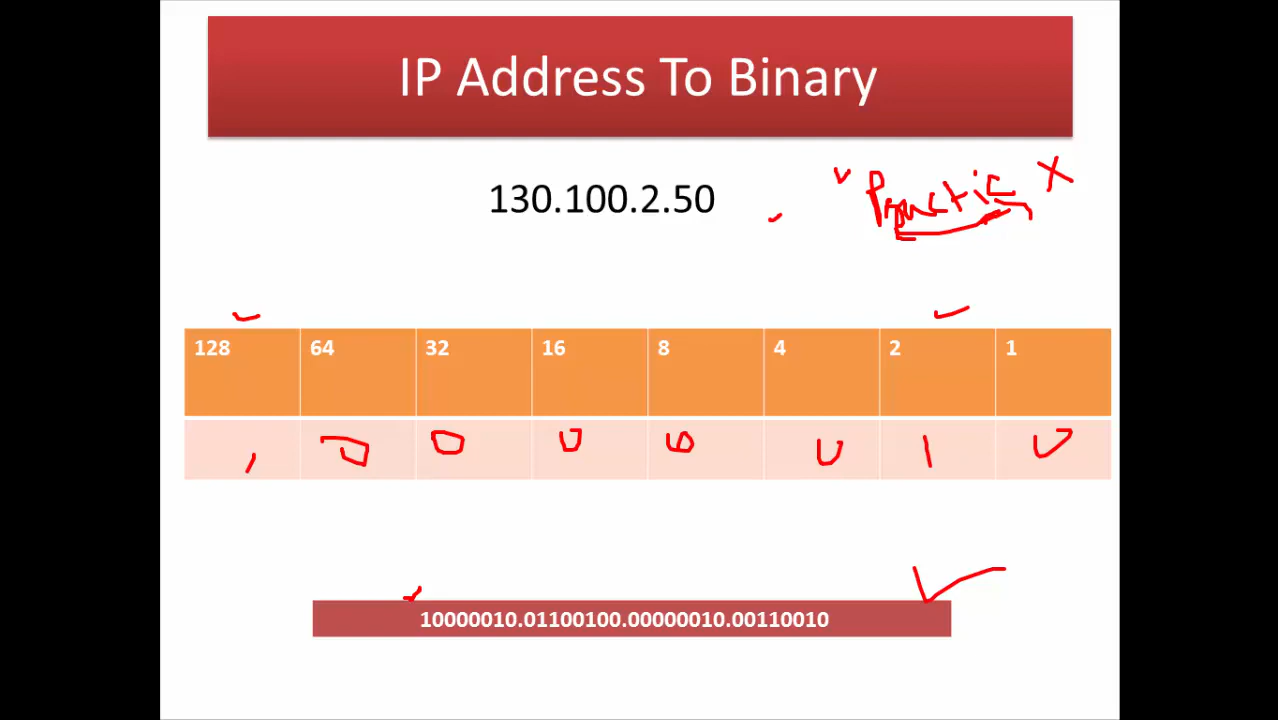 IP Address To Binary
130.100.2.50
Practic
128 64 32 16 8 4 2 1
1 0 0 0 0 0 1 0
10000010.01100100.00000010.00110010